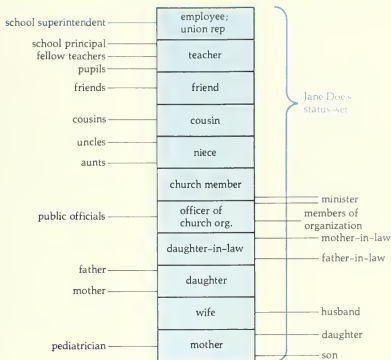 school superintendent
employee;
union rep
school principal
fellow teachers
pupils
teacher
friends
friend
Jane Doe's
status-set
cousins
cousin
uncles
aunts
niece
church member
minister
public officials
officer of
church org.
members of
organization
mother-in-law
daughter-in-law
father-in-law
father
mother
daughter
wife
husband
daughter
pediatrician
mother
son